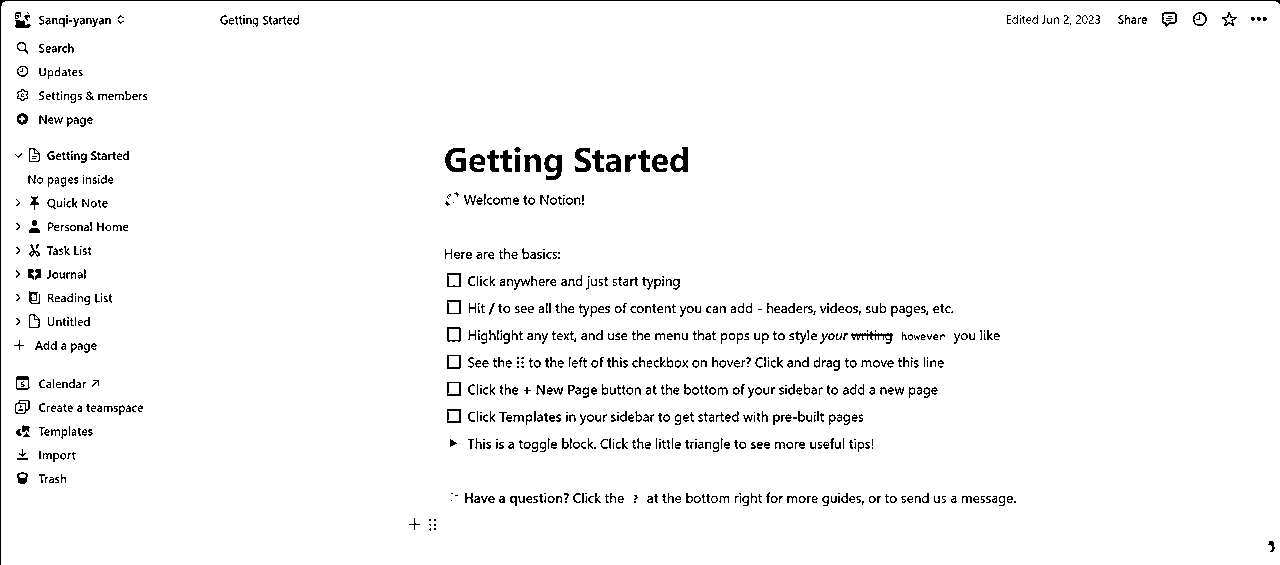 Sanqi-yanyan
Getting Started
Edited Jun 2, 2023 Share
Search
Updates
Settings & members
New page
Getting Started
No pages inside
Quick Note
Personal Home
Task List
Journal
Reading List
Untitled
+ Add a page
Calendar ↗
Create a teamspace
Templates
Import
Trash
Getting Started
Welcome to Notion!
Here are the basics:
Click anywhere and just start typing
Hit / to see all the types of content you can add - headers, videos, sub pages, etc.
Highlight any text, and use the menu that pops up to style your writing however you like
See the ⋮⋮ to the left of this checkbox on hover? Click and drag to move this line
Click the + New Page button at the bottom of your sidebar to add a new page
Click Templates in your sidebar to get started with pre-built pages
This is a toggle block. Click the little triangle to see more useful tips!
Have a question? Click the ? at the bottom right for more guides, or to send us a message.